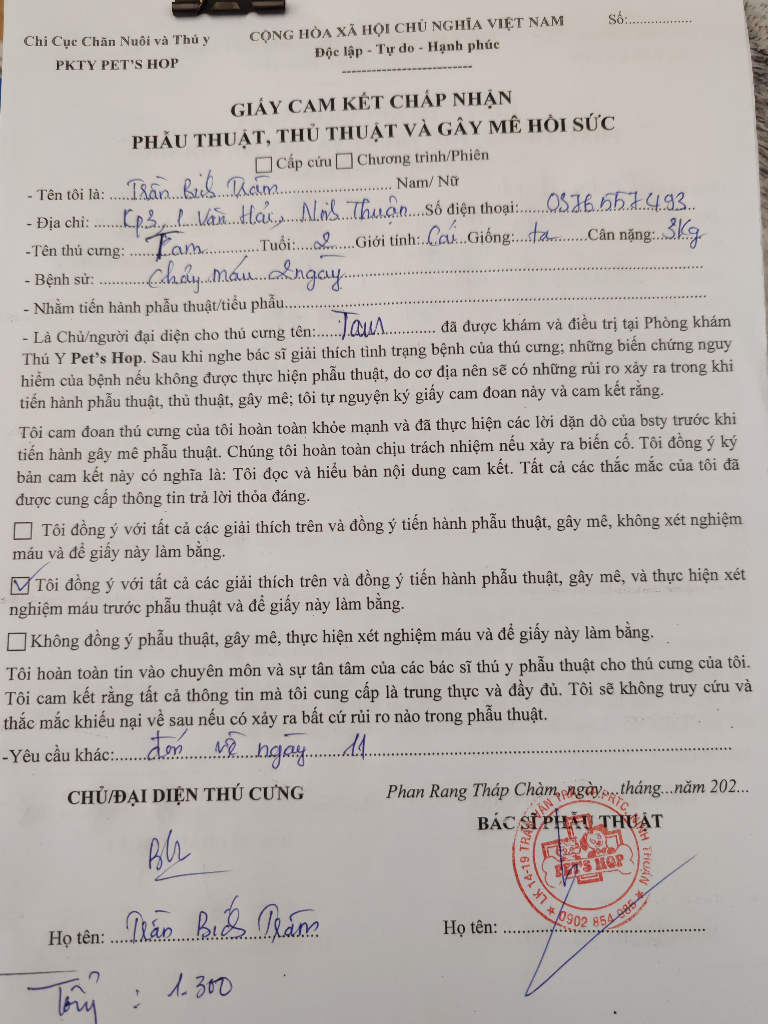 Chi Cục Chăn Nuôi và Thú y
PKTY PET'S HOP
CỘNG HÒA XÃ HỘI CHỦ NGHĨA VIỆT NAM
Độc lập - Tự do - Hạnh phúc
--------------------------
Số:................
GIẤY CAM KẾT CHẤP NHẬN
PHẪU THUẬT, THỦ THUẬT VÀ GÂY MÊ HỒI SỨC
☐ Cấp cứu ☐ Chương trình/Phiên
- Tên tôi là: Trần Bích Trâm Nam/ Nữ
- Địa chỉ: Kp3, Văn Hải, Ninh Thuận Số điện thoại: 0376.557.493
-Tên thú cưng: Tam Tuổi: 2 Giới tính: Cái Giống: ta Cân nặng: 3Kg
- Bệnh sử: chảy máu 2 ngày
- Nhằm tiến hành phẫu thuật/tiểu phẫu
- Là Chủ/người đại diện cho thú cưng tên: đã được khám và điều trị tại Phòng khám
Thú Y Pet's Hop. Sau khi nghe bác sĩ giải thích tình trạng bệnh của thú cưng; những biến chứng nguy
hiểm của bệnh nếu không được thực hiện phẫu thuật, do cơ địa nên sẽ có những rủi ro xảy ra trong khi
tiến hành phẫu thuật, thủ thuật, gây mê; tôi tự nguyện ký giấy cam đoan này và cam kết rằng.
Tôi cam đoan thú cưng của tôi hoàn toàn khỏe mạnh và đã thực hiện các lời dặn dò của bsty trước khi
tiến hành gây mê phẫu thuật. Chúng tôi hoàn toàn chịu trách nhiệm nếu xảy ra biến cố. Tôi đồng ý ký
bản cam kết này có nghĩa là: Tôi đọc và hiểu bản nội dung cam kết. Tất cả các thắc mắc của tôi đã
được cung cấp thông tin trả lời thỏa đáng.
☐ Tôi đồng ý với tất cả các giải thích trên và đồng ý tiến hành phẫu thuật, gây mê, không xét nghiệm
máu và để giấy này làm bằng.
☑ Tôi đồng ý với tất cả các giải thích trên và đồng ý tiến hành phẫu thuật, gây mê, và thực hiện xét
nghiệm máu trước phẫu thuật và để giấy này làm bằng.
☐ Không đồng ý phẫu thuật, gây mê, thực hiện xét nghiệm máu và để giấy này làm bằng.
Tôi hoàn toàn tin vào chuyên môn và sự tân tâm của các bác sĩ thú y phẫu thuật cho thú cưng của tôi.
Tôi cam kết rằng tất cả thông tin mà tôi cung cấp là trung thực và đầy đủ. Tôi sẽ không truy cứu và
thắc mắc khiếu nại về sau nếu có xảy ra bất cứ rủi ro nào trong phẫu thuật.
-Yêu cầu khác: đón về ngày 11
CHỦ/ĐẠI DIỆN THÚ CƯNG
Phan Rang Tháp Chàm, ngày....tháng...năm 202...
BÁC SĨ PHẪU THUẬT
PET'S HOP
0902 854 985
Họ tên: Trần Bích Trâm
Họ tên:
Tổng : 1.300